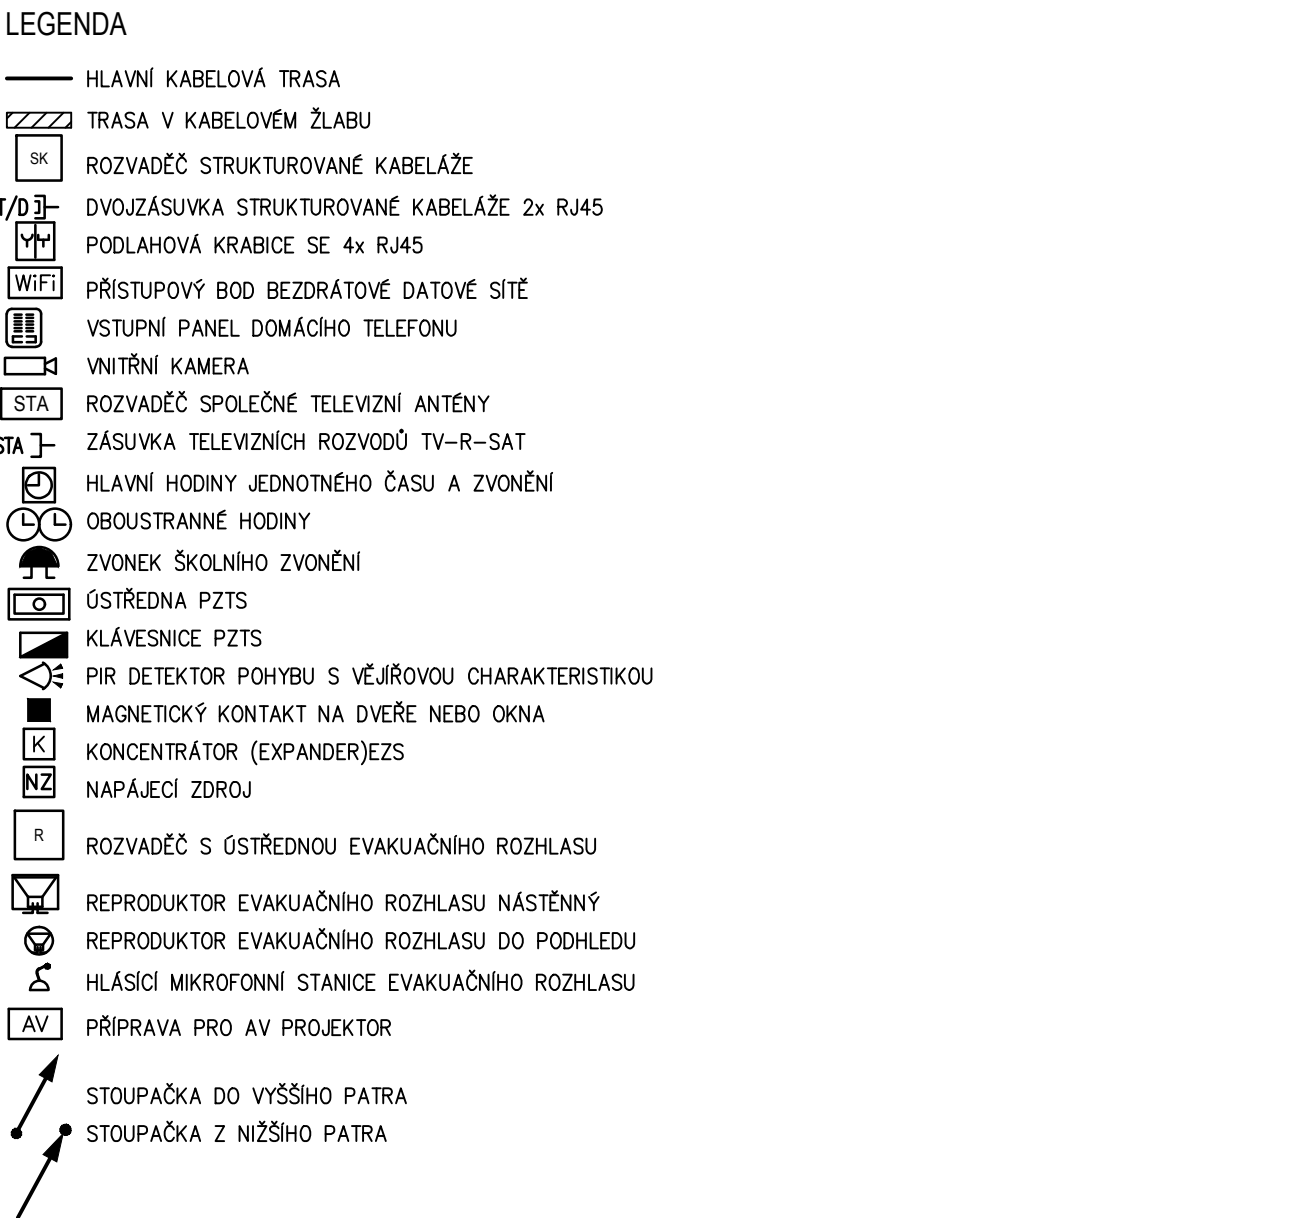 LEGENDA
HLAVNÍ KABELOVÁ TRASA
TRASA V KABELOVÉM ŽLABU
SK ROZVADĚČ STRUKTUROVANÉ KABELÁŽE
T/D DVOJZÁSUVKA STRUKTUROVANÉ KABELÁŽE 2x RJ45
PODLAHOVÁ KRABICE SE 4x RJ45
WiFi PŘÍSTUPOVÝ BOD BEZDRÁTOVÉ DATOVÉ SÍTĚ
VSTUPNÍ PANEL DOMÁCÍHO TELEFONU
VNITŘNÍ KAMERA
STA ROZVADĚČ SPOLEČNÉ TELEVIZNÍ ANTÉNY
STA ZÁSUVKA TELEVIZNÍCH ROZVODŮ TV-R-SAT
HLAVNÍ HODINY JEDNOTNÉHO ČASU A ZVONĚNÍ
OBOUSTRANNÉ HODINY
ZVONEK ŠKOLNÍHO ZVONĚNÍ
ÚSTŘEDNA PZTS
KLÁVESNICE PZTS
PIR DETEKTOR POHYBU S VĚJÍŘOVOU CHARAKTERISTIKOU
MAGNETICKÝ KONTAKT NA DVEŘE NEBO OKNA
K KONCENTRÁTOR (EXPANDER)EZS
NZ NAPÁJECÍ ZDROJ
R ROZVADĚČ S ÚSTŘEDNOU EVAKUAČNÍHO ROZHLASU
REPRODUKTOR EVAKUAČNÍHO ROZHLASU NÁSTĚNNÝ
REPRODUKTOR EVAKUAČNÍHO ROZHLASU DO PODHLEDU
HLÁSÍCÍ MIKROFONNÍ STANICE EVAKUAČNÍHO ROZHLASU
AV PŘÍPRAVA PRO AV PROJEKTOR
STOUPAČKA DO VYŠŠÍHO PATRA
STOUPAČKA Z NIŽŠÍHO PATRA